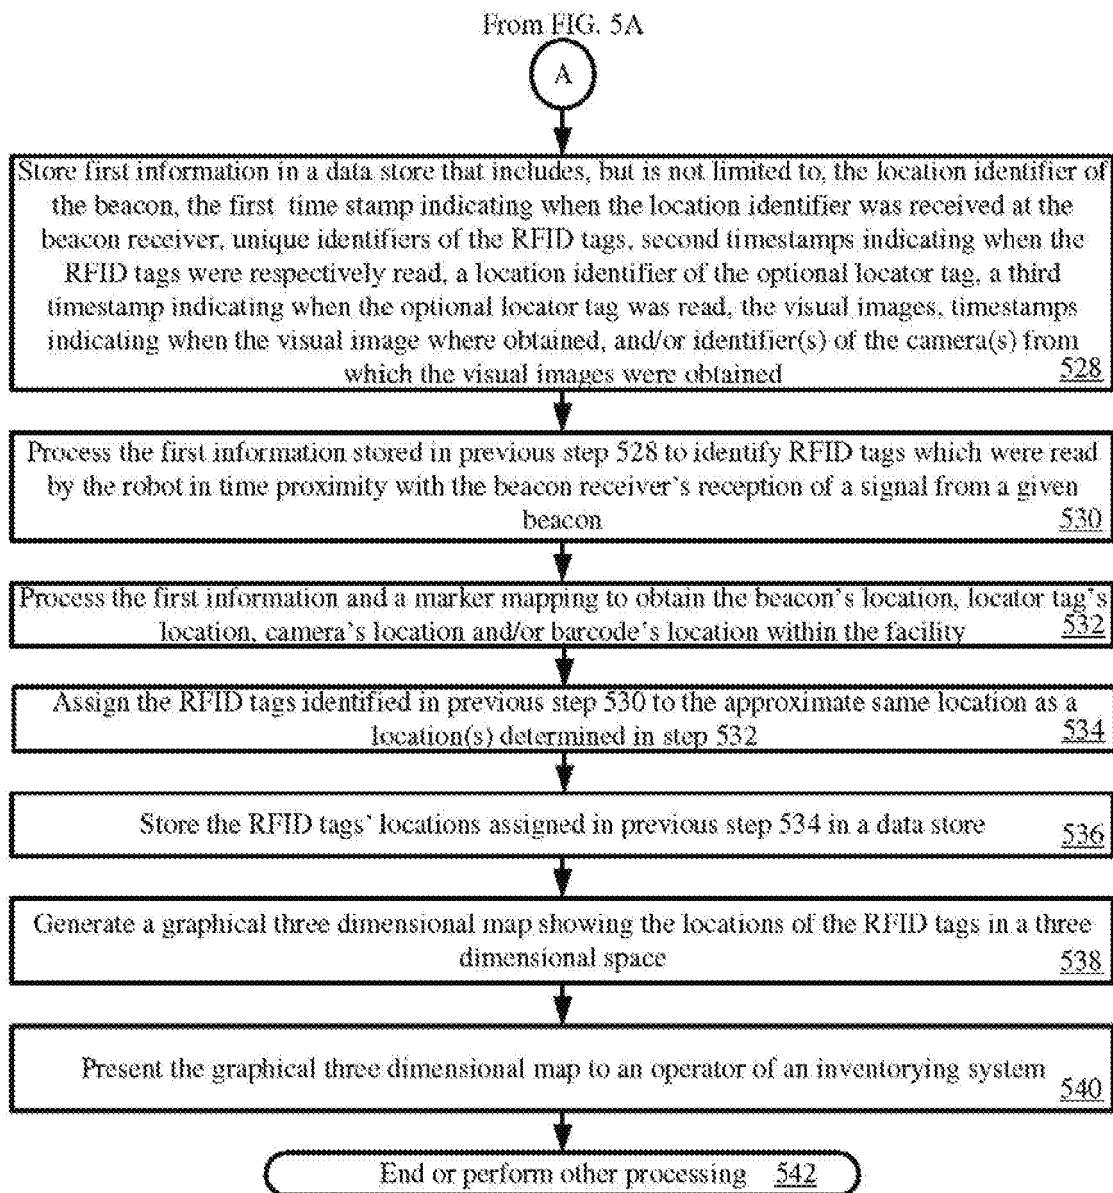 From FIG. 5A
A
Store first information in a data store that includes, but is not limited to, the location identifier of
the beacon, the first time stamp indicating when the location identifier was received at the
beacon receiver, unique identifiers of the RFID tags, second timestamps indicating when the
RFID tags were respectively read, a location identifier of the optional locator tag, a third
timestamp indicating when the optional locator tag was read, the visual images, timestamps
indicating when the visual image where obtained, and/or identifier(s) of the camera(s) from
which the visual images were obtained 528
Process the first information stored in previous step 528 to identify RFID tags which were read
by the robot in time proximity with the beacon receiver's reception of a signal from a given
beacon 530
Process the first information and a marker mapping to obtain the beacon's location, locator tag's
location, camera's location and/or barcode's location within the facility 532
Assign the RFID tags identified in previous step 530 to the approximate same location as a
location(s) determined in step 532 534
Store the RFID tags' locations assigned in previous step 534 in a data store 536
Generate a graphical three dimensional map showing the locations of the RFID tags in a three
dimensional space 538
Present the graphical three dimensional map to an operator of an inventorying system 540
End or perform other processing 542